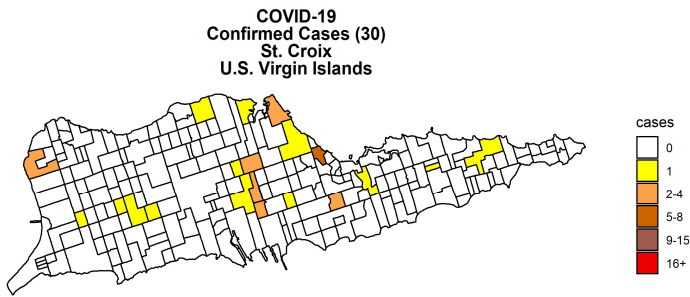 COVID-19
Confirmed Cases (30)
St. Croix
U.S. Virgin Islands
cases
0
1
2-4
5-8
9-15
16+